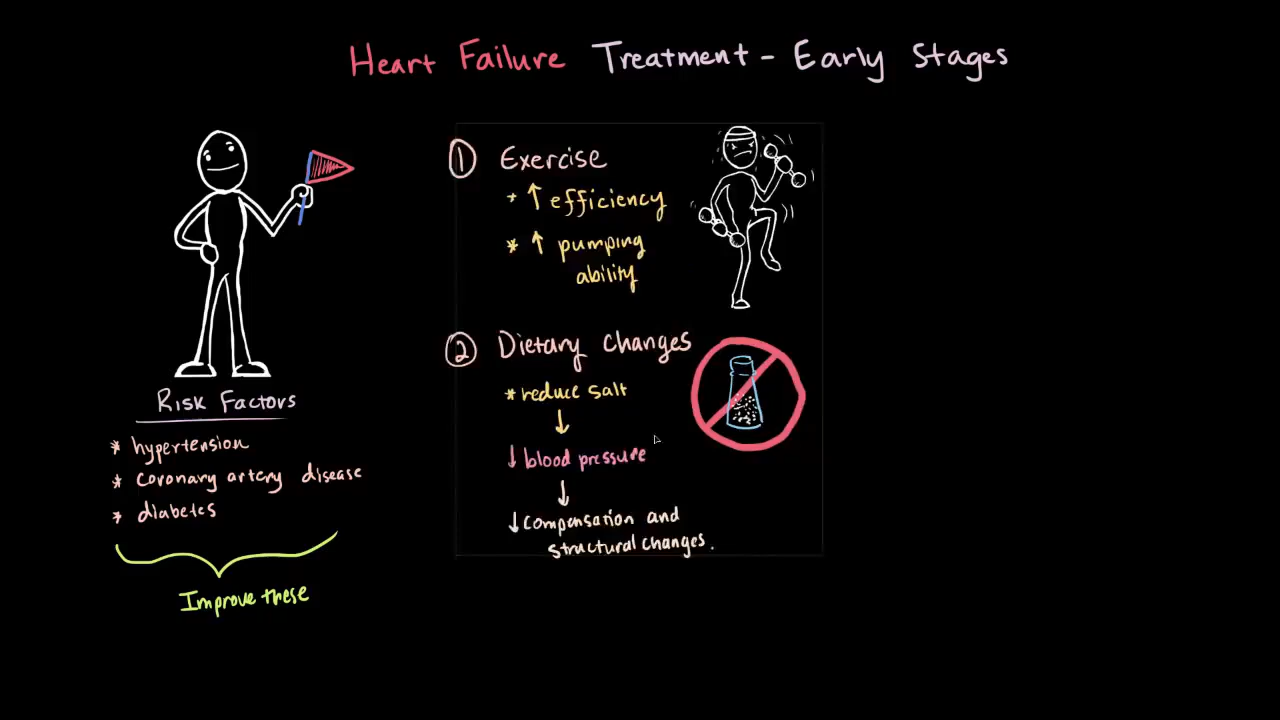 Heart Failure Treatment - Early Stages
Risk Factors
* hypertension
* coronary artery disease
* diabetes
Improve these
1 Exercise
* ↑ efficiency
* ↑ pumping
ability
2 Dietary changes
* reduce salt
↓
↓ blood pressure
↓
↓ compensation and
structural changes.